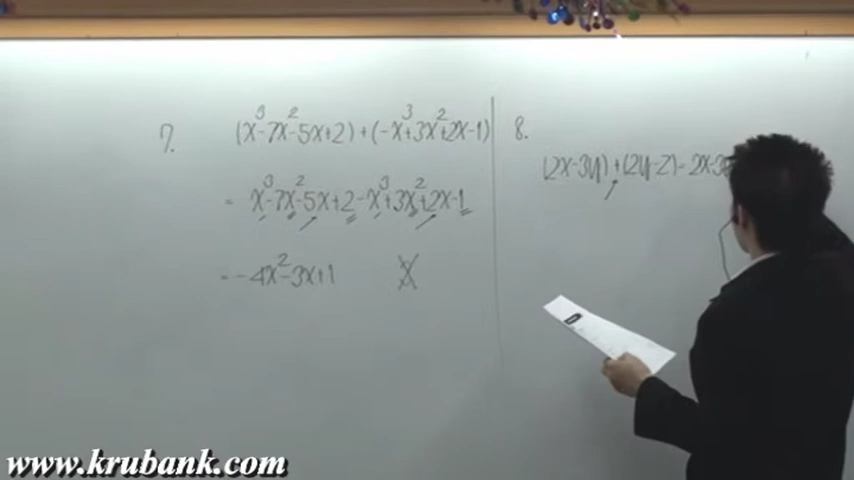 7. (x³-7x²-5x+2)+(-x³+3x²+2x-1)
= x³-7x²-5x+2-x³+3x²+2x-1
= -4x²-3x+1
8.
(2x-3y)+(2y-z)-2x-3
www.krubank.com